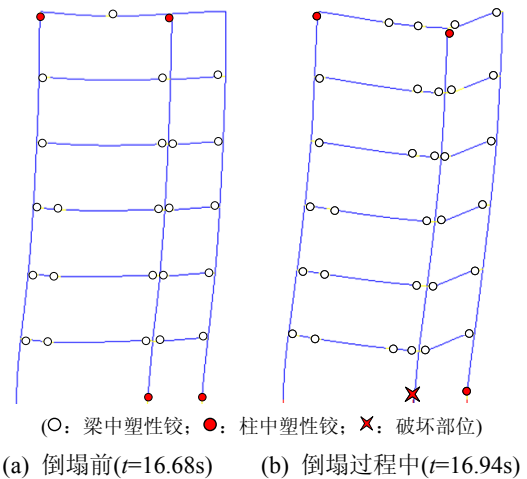 (○：梁中塑性铰；●：柱中塑性铰；✖：破坏部位)
(a) 倒塌前(t=16.68s) (b) 倒塌过程中(t=16.94s)